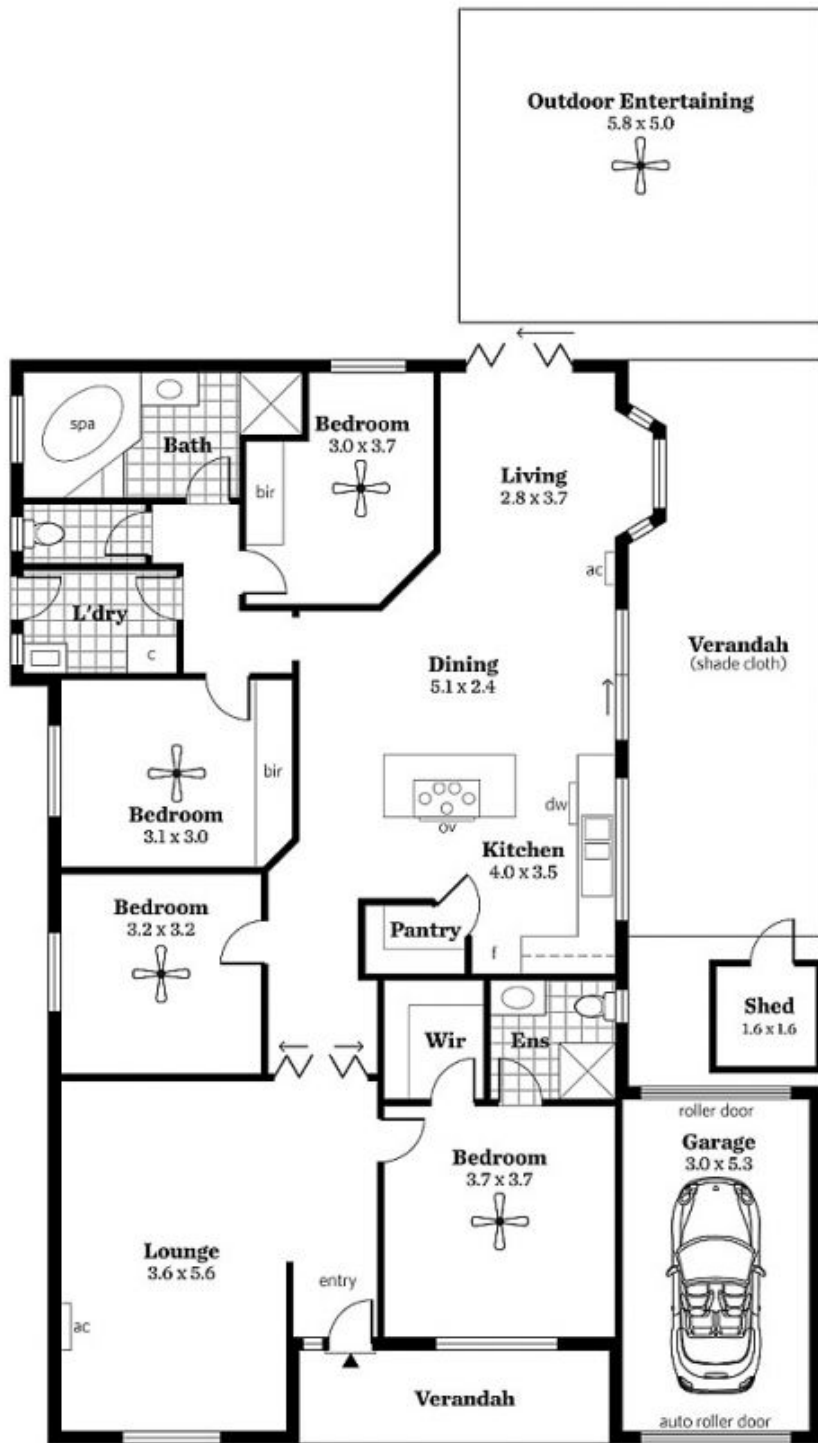 Outdoor Entertaining
5.8 x 5.0
spa
Bath
Bedroom
3.0 x 3.7
bir
Living
2.8 x 3.7
ac
L'dry
c
Dining
5.1 x 2.4
Verandah
(shade cloth)
bir
Bedroom
3.1 x 3.0
ov
dw
Kitchen
4.0 x 3.5
Bedroom
3.2 x 3.2
Pantry
f
Wir
Ens
Shed
1.6 x 1.6
roller door
Garage
3.0 x 5.3
Bedroom
3.7 x 3.7
Lounge
3.6 x 5.6
entry
ac
Verandah
auto roller door